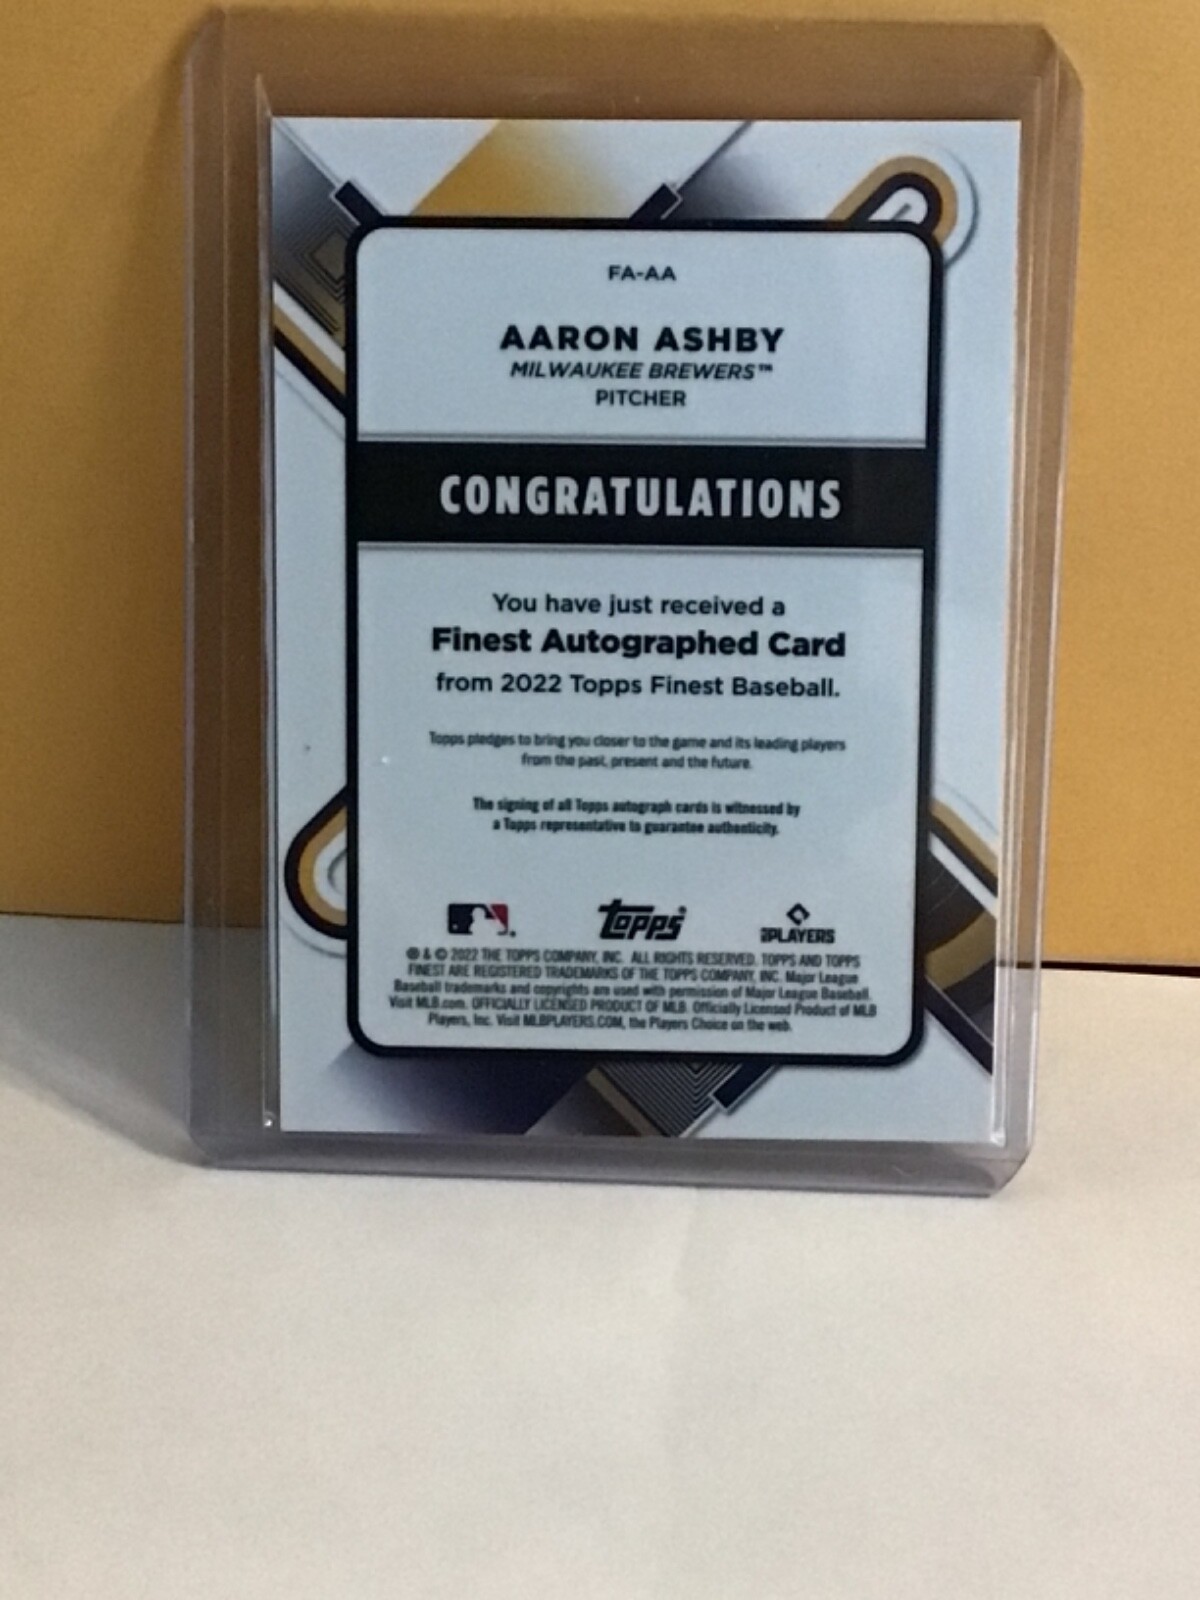 FA-AA
AARON ASHBY
MILWAUKEE BREWERS™
PITCHER
CONGRATULATIONS
You have just received a
Finest Autographed Card
from 2022 Topps Finest Baseball.
Topps pledges to bring you closer to the game and its leading players
from the past, present and the future.
The signing of all Topps autograph cards is witnessed by
a Topps representative to guarantee authenticity.
topps® PLAYERS
® & © 2022 THE TOPPS COMPANY, INC. ALL RIGHTS RESERVED. TOPPS AND TOPPS
FINEST ARE REGISTERED TRADEMARKS OF THE TOPPS COMPANY, INC. Major League
Baseball trademarks and copyrights are used with permission of Major League Baseball.
Visit MLB.com. OFFICIALLY LICENSED PRODUCT OF MLB. Officially Licensed Product of MLB
Players, Inc. Visit MLBPLAYERS.COM, the Players Choice on the web.